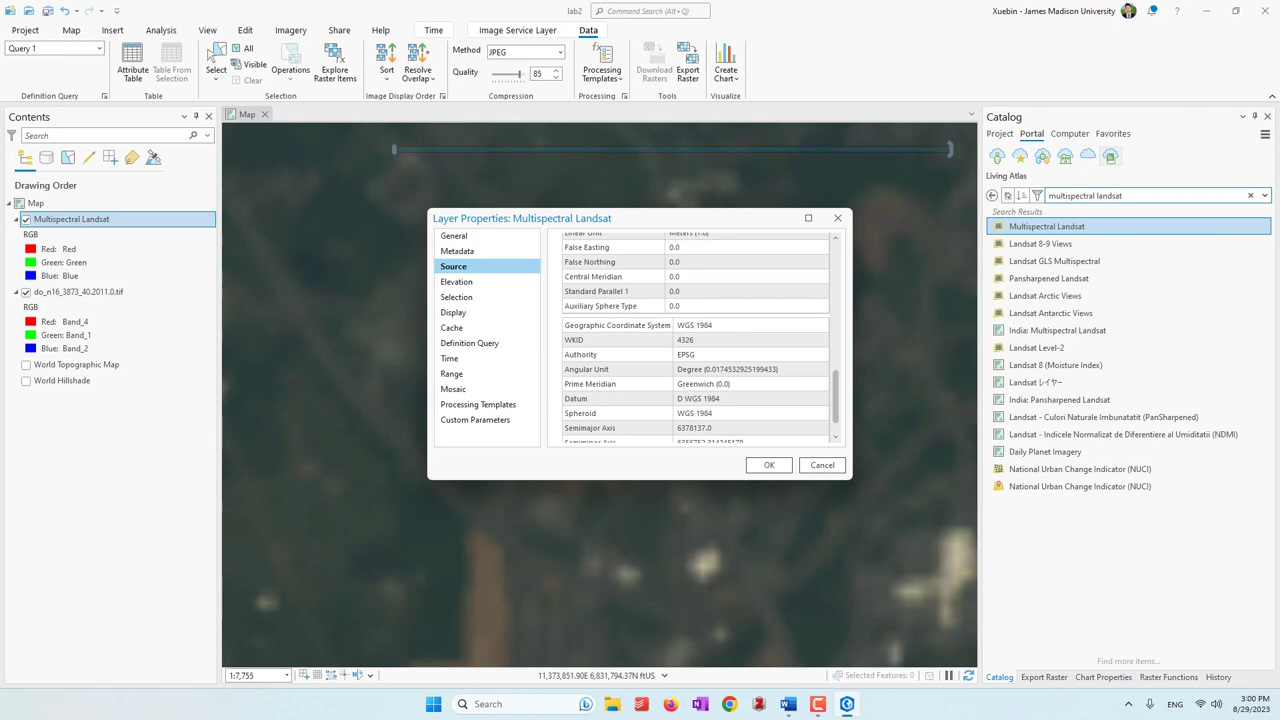 lab2
Command Search (Alt+Q)
Xuebin - James Madison University
?
Project Map Insert Analysis View Edit Imagery Share Help Time Image Service Layer Data
Query 1
Definition Query
Attribute Table
Table From Selection
Table
Select
All
Visible
Clear
Operations
Explore Raster Items
Selection
Sort
Resolve Overlap
Image Display Order
Method JPEG
Quality 85
Compression
Processing Templates
Processing
Download Rasters
Export Raster
Tools
Create Chart
Visualize
Contents
Search
Drawing Order
Map
Multispectral Landsat
RGB
Red: Red
Green: Green
Blue: Blue
do_n16_3873_40.2011.0.tif
RGB
Red: Band_4
Green: Band_1
Blue: Band_2
World Topographic Map
World Hillshade
Map
Layer Properties: Multispectral Landsat
General
Metadata
Source
Elevation
Selection
Display
Cache
Definition Query
Time
Range
Mosaic
Processing Templates
Custom Parameters
Linear Unit Meters (1.0)
False Easting 0.0
False Northing 0.0
Central Meridian 0.0
Standard Parallel 1 0.0
Auxiliary Sphere Type 0.0
Geographic Coordinate System WGS 1984
WKID 4326
Authority EPSG
Angular Unit Degree (0.0174532925199433)
Prime Meridian Greenwich (0.0)
Datum D WGS 1984
Spheroid WGS 1984
Semimajor Axis 6378137.0
Semiminor Axis 6356752.314245179
OK Cancel
1:7,755
11,373,851.90E 6,831,794.37N ftUS
Selected Features: 0
Catalog
Project Portal Computer Favorites
Living Atlas
multispectral landsat
Search Results
Multispectral Landsat
Landsat 8-9 Views
Landsat GLS Multispectral
Pansharpened Landsat
Landsat Arctic Views
Landsat Antarctic Views
India: Multispectral Landsat
Landsat Level-2
Landsat 8 (Moisture Index)
Landsat レイヤー
India: Pansharpened Landsat
Landsat - Culori Naturale Imbunatatit (PanSharpened)
Landsat - Indicele Normalizat de Diferentiere al Umiditatii (NDMI)
Daily Planet Imagery
National Urban Change Indicator (NUCI)
National Urban Change Indicator (NUCI)
Find more items...
Catalog Export Raster Chart Properties Raster Functions History
Search
ENG
3:00 PM
8/29/2023